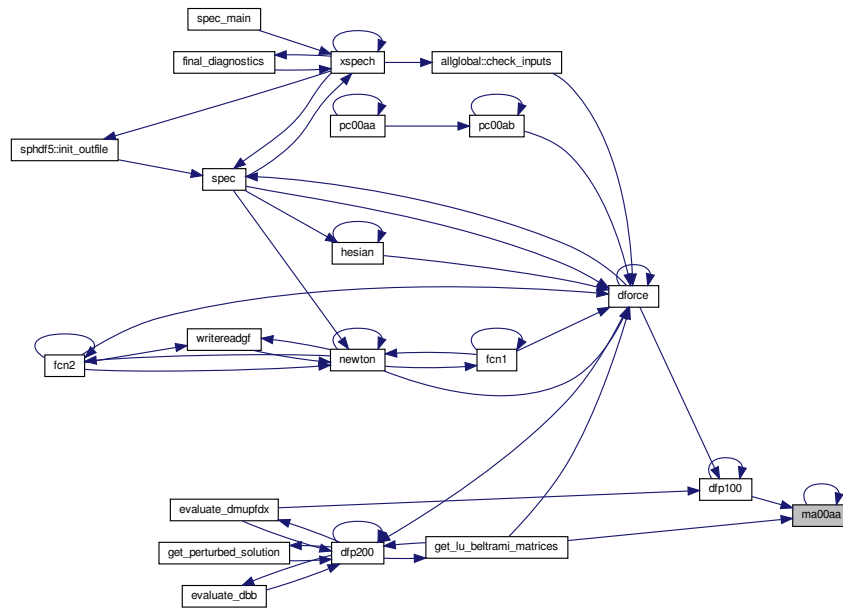 spec_main
final_diagnostics
xspech
allglobal::check_inputs
pc00aa
pc00ab
sphdf5::init_outfile
spec
hesian
dforce
writereadgf
fcn2
newton
fcn1
dfp100
evaluate_dmupfdx
ma00aa
get_perturbed_solution
dfp200
get_lu_beltrami_matrices
evaluate_dbb